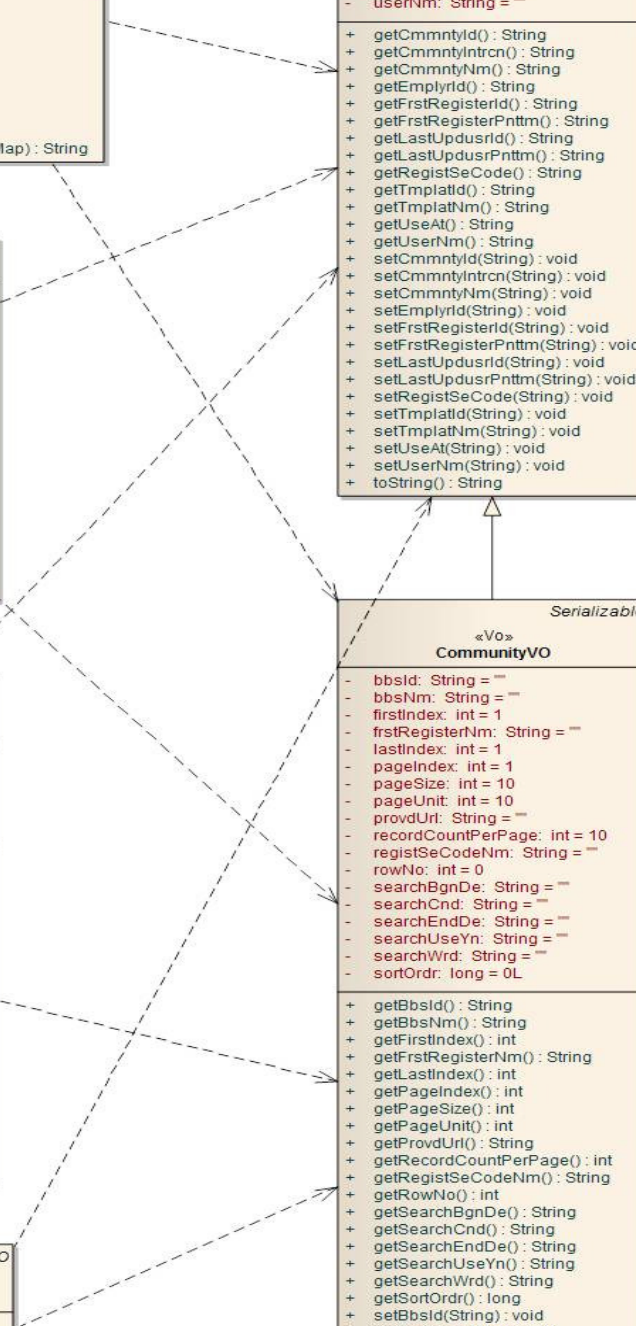 - userNm: String = ""
+ getCmmntyId() : String
+ getCmmntyIntrcn() : String
+ getCmmntyNm() : String
+ getEmplyrId() : String
+ getFrstRegisterId() : String
+ getFrstRegisterPnttm() : String
+ getLastUpdusrId() : String
+ getLastUpdusrPnttm() : String
+ getRegistSeCode() : String
+ getTmplatId() : String
+ getTmplatNm() : String
+ getUseAt() : String
+ getUserNm() : String
+ setCmmntyId(String) : void
+ setCmmntyIntrcn(String) : void
+ setCmmntyNm(String) : void
+ setEmplyrId(String) : void
+ setFrstRegisterId(String) : void
+ setFrstRegisterPnttm(String) : void
+ setLastUpdusrId(String) : void
+ setLastUpdusrPnttm(String) : void
+ setRegistSeCode(String) : void
+ setTmplatId(String) : void
+ setTmplatNm(String) : void
+ setUseAt(String) : void
+ setUserNm(String) : void
+ toString() : String
Map) : String
Serializable
«Vo»
CommunityVO
- bbsId: String = ""
- bbsNm: String = ""
- firstIndex: int = 1
- frstRegisterNm: String = ""
- lastIndex: int = 1
- pageIndex: int = 1
- pageSize: int = 10
- pageUnit: int = 10
- provdUrl: String = ""
- recordCountPerPage: int = 10
- registSeCodeNm: String = ""
- rowNo: int = 0
- searchBgnDe: String = ""
- searchCnd: String = ""
- searchEndDe: String = ""
- searchUseYn: String = ""
- searchWrd: String = ""
- sortOrdr: long = 0L
+ getBbsId() : String
+ getBbsNm() : String
+ getFirstIndex() : int
+ getFrstRegisterNm() : String
+ getLastIndex() : int
+ getPageIndex() : int
+ getPageSize() : int
+ getPageUnit() : int
+ getProvdUrl() : String
+ getRecordCountPerPage() : int
+ getRegistSeCodeNm() : String
+ getRowNo() : int
+ getSearchBgnDe() : String
+ getSearchCnd() : String
+ getSearchEndDe() : String
+ getSearchUseYn() : String
+ getSearchWrd() : String
+ getSortOrdr() : long
+ setBbsId(String) : void